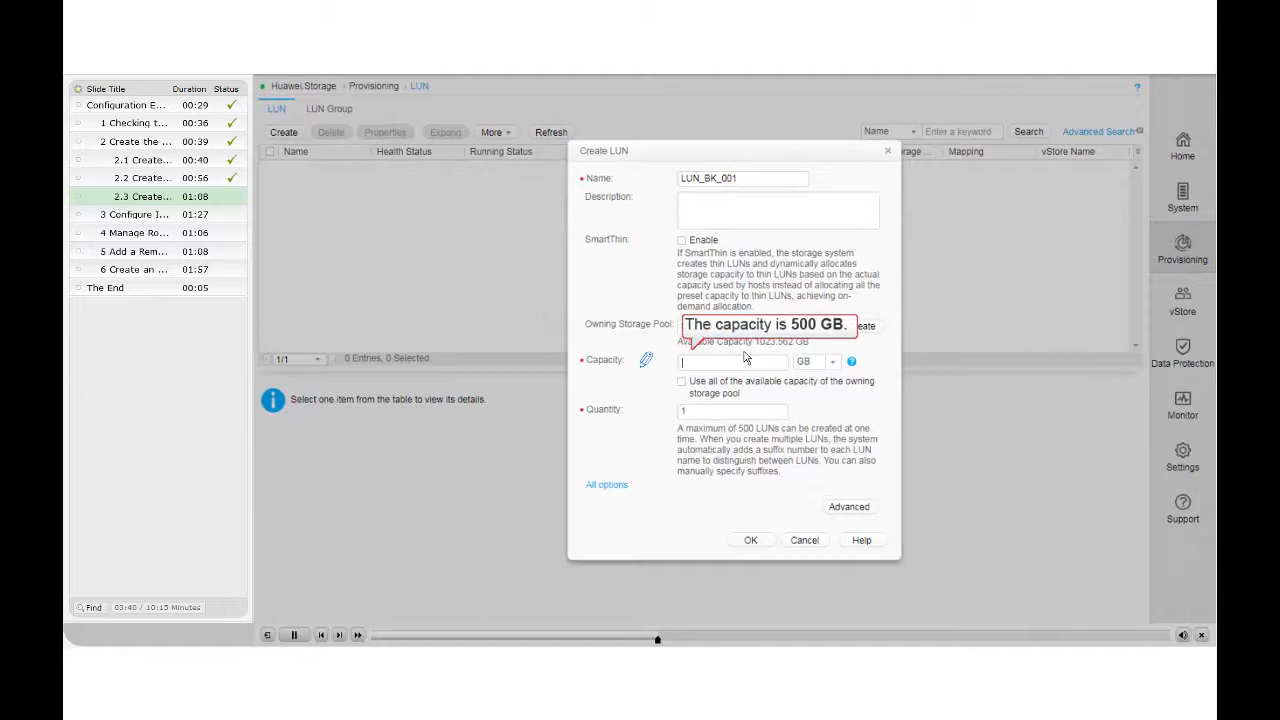 Slide Title Duration Status
Configuration E... 00:29
1 Checking t... 00:36
2 Create the ... 00:39
2.1 Create... 00:40
2.2 Create... 00:56
2.3 Create... 01:08
3 Configure I... 01:27
4 Manage Ro... 01:06
5 Add a Rem... 01:08
6 Create an ... 01:57
The End 00:05
Find 03:40 / 10:15 Minutes
Huawei.Storage Provisioning LUN
?
LUN LUN Group
Create Delete Properties Expand More Refresh
Name Enter a keyword Search Advanced Search
Name Health Status Running Status
orage ... Mapping vStore Name
1/1 0 Entries, 0 Selected
Select one item from the table to view its details.
Create LUN
* Name: LUN_BK_001
Description:
SmartThin: Enable
If SmartThin is enabled, the storage system
creates thin LUNs and dynamically allocates
storage capacity to thin LUNs based on the actual
capacity used by hosts instead of allocating all the
preset capacity to thin LUNs, achieving on-
demand allocation.
Owning Storage Pool: eate
The capacity is 500 GB.
Available Capacity 1023.562 GB
* Capacity: GB ?
Use all of the available capacity of the owning
storage pool
* Quantity: 1
A maximum of 500 LUNs can be created at one
time. When you create multiple LUNs, the system
automatically adds a suffix number to each LUN
name to distinguish between LUNs. You can also
manually specify suffixes.
All options
Advanced
OK Cancel Help
Home
System
Provisioning
vStore
Data Protection
Monitor
Settings
Support